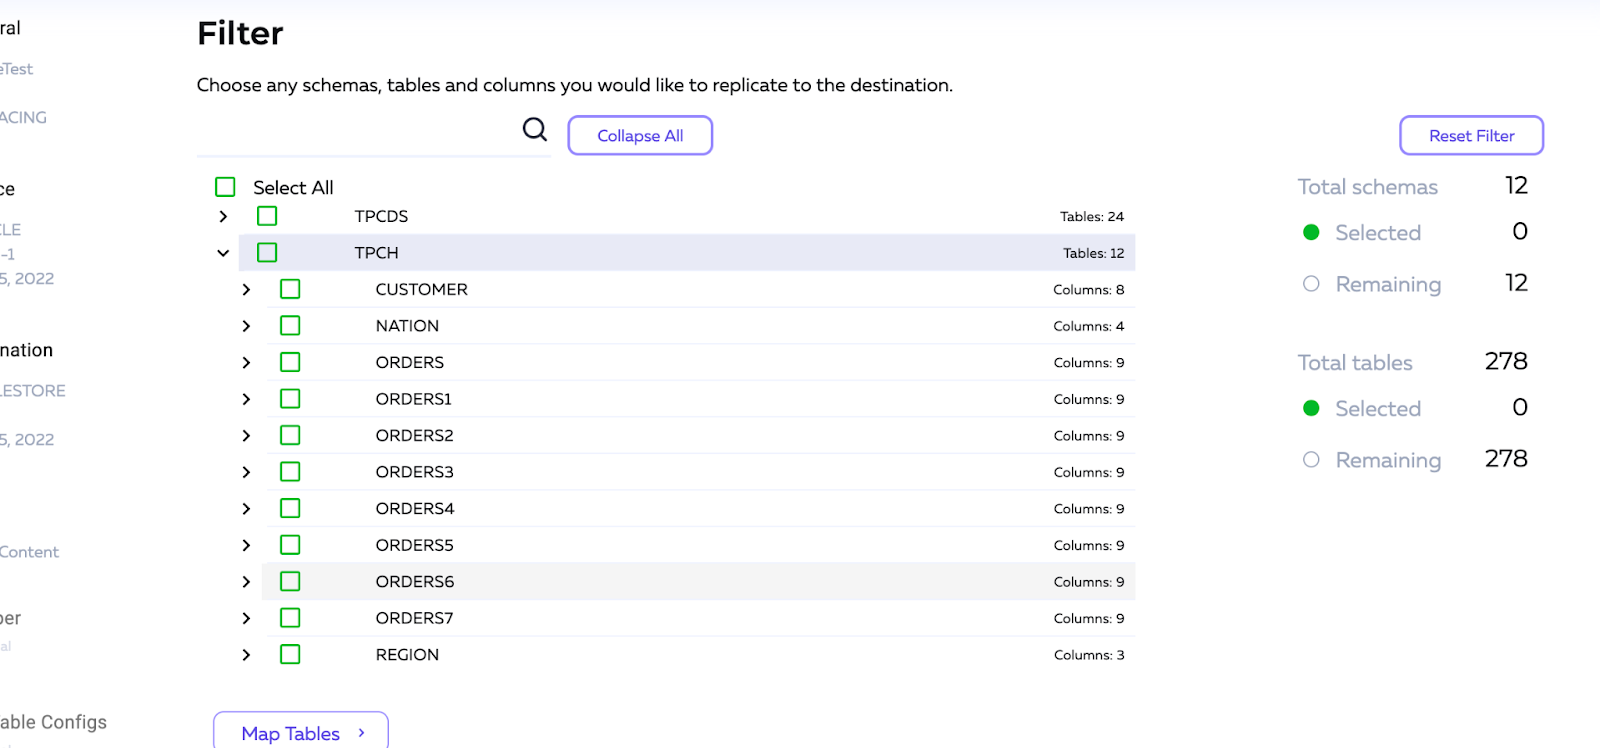 ral
eTest
ACING
ce
CLE
-1
5, 2022
nation
LESTORE
5, 2022
Content
per
al
able Configs
Filter
Choose any schemas, tables and columns you would like to replicate to the destination.
Collapse All
Reset Filter
Select All
TPCDS Tables: 24
TPCH Tables: 12
CUSTOMER Columns: 8
NATION Columns: 4
ORDERS Columns: 9
ORDERS1 Columns: 9
ORDERS2 Columns: 9
ORDERS3 Columns: 9
ORDERS4 Columns: 9
ORDERS5 Columns: 9
ORDERS6 Columns: 9
ORDERS7 Columns: 9
REGION Columns: 3
Map Tables
Total schemas 12
Selected 0
Remaining 12
Total tables 278
Selected 0
Remaining 278